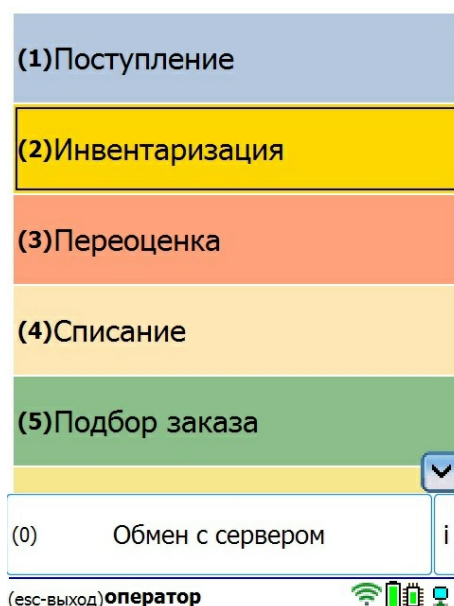 (1)Поступление
(2)Инвентаризация
(3)Переоценка
(4)Списание
(5)Подбор заказа
(0) Обмен с сервером i
(esc-выход)оператор